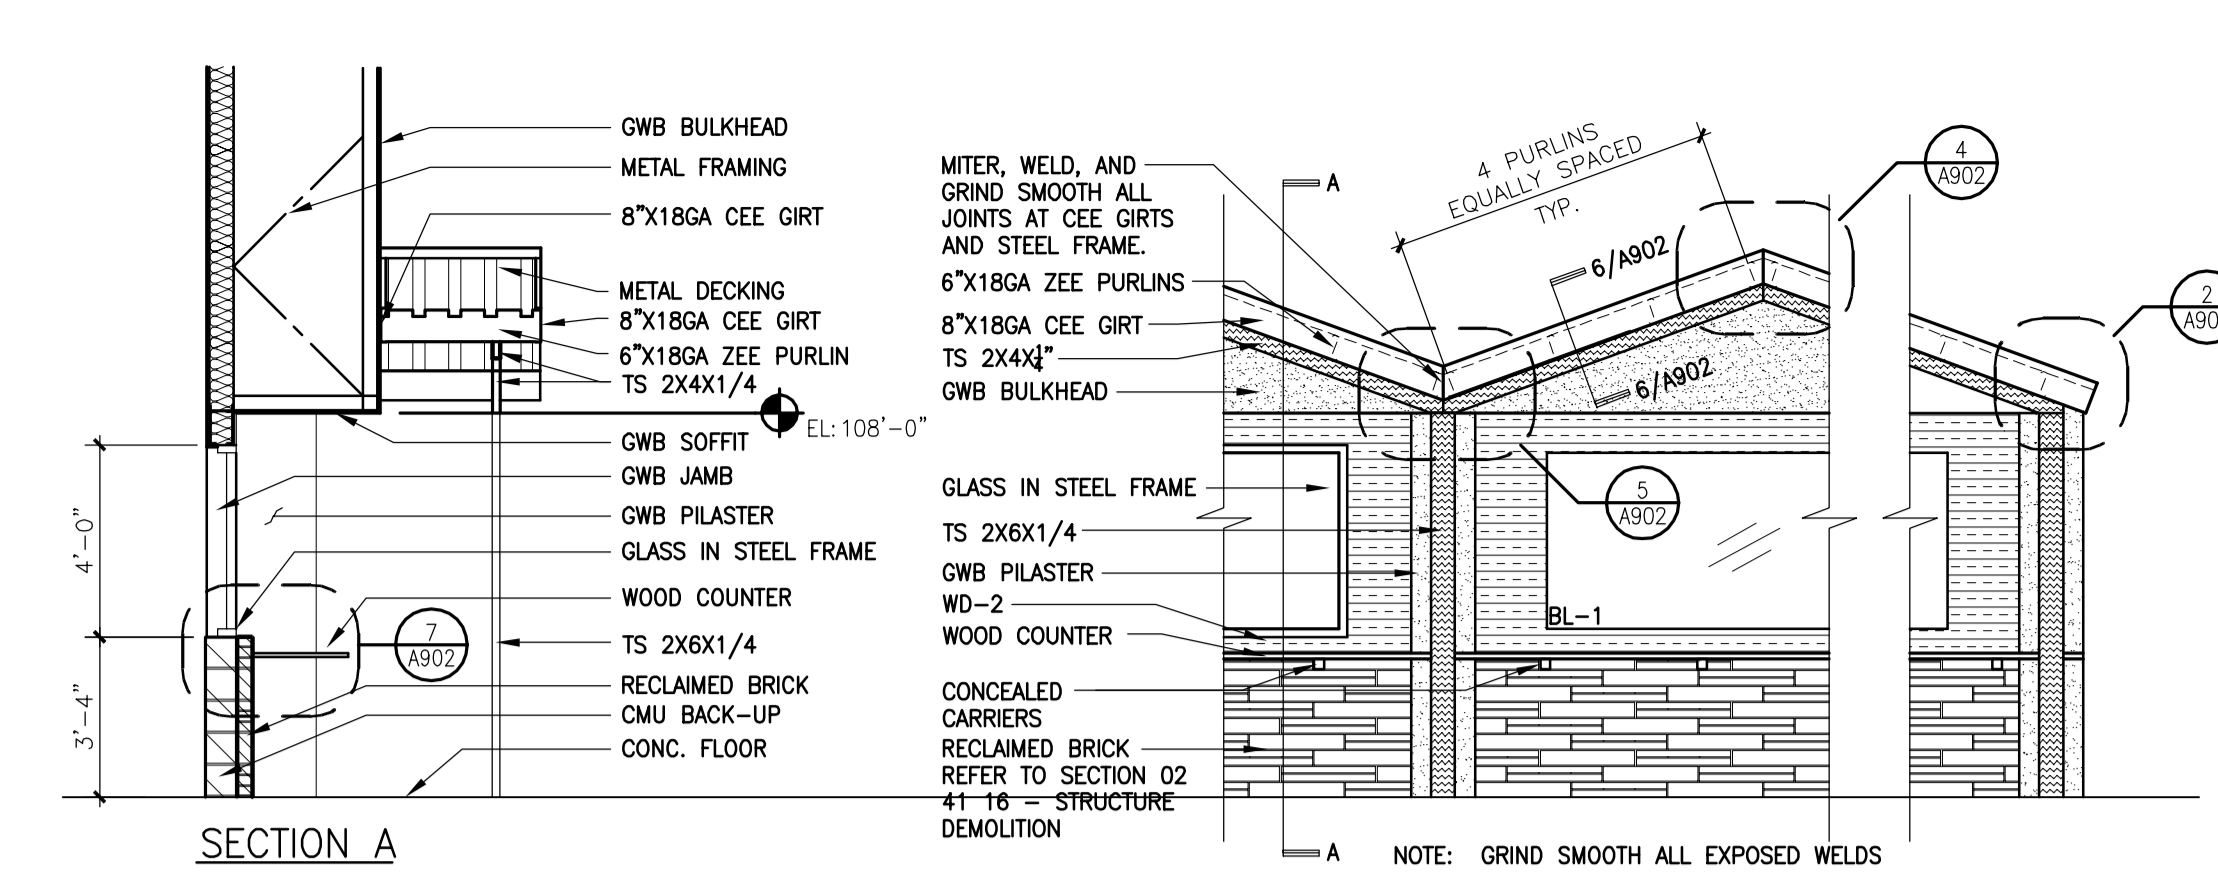 GWB BULKHEAD
METAL FRAMING
8"X18GA CEE GIRT
METAL DECKING
8"X18GA CEE GIRT
6"X18GA ZEE PURLIN
TS 2X4X1/4
EL: 108'-0"
GWB SOFFIT
GWB JAMB
GWB PILASTER
GLASS IN STEEL FRAME
WOOD COUNTER
7
A902
TS 2X6X1/4
RECLAIMED BRICK
CMU BACK-UP
CONC. FLOOR
4'-0"
3'-4"
SECTION A
MITER, WELD, AND
GRIND SMOOTH ALL
JOINTS AT CEE GIRTS
AND STEEL FRAME.
6"X18GA ZEE PURLINS
8"X18GA CEE GIRT
TS 2X4X1/4"
GWB BULKHEAD
GLASS IN STEEL FRAME
TS 2X6X1/4
GWB PILASTER
WD-2
WOOD COUNTER
CONCEALED
CARRIERS
RECLAIMED BRICK
REFER TO SECTION 02
41 16 - STRUCTURE
DEMOLITION
A
4 PURLINS
EQUALLY SPACED
TYP.
6/A902
6/A902
4
A902
2
A90
5
A902
BL-1
A
NOTE: GRIND SMOOTH ALL EXPOSED WELDS